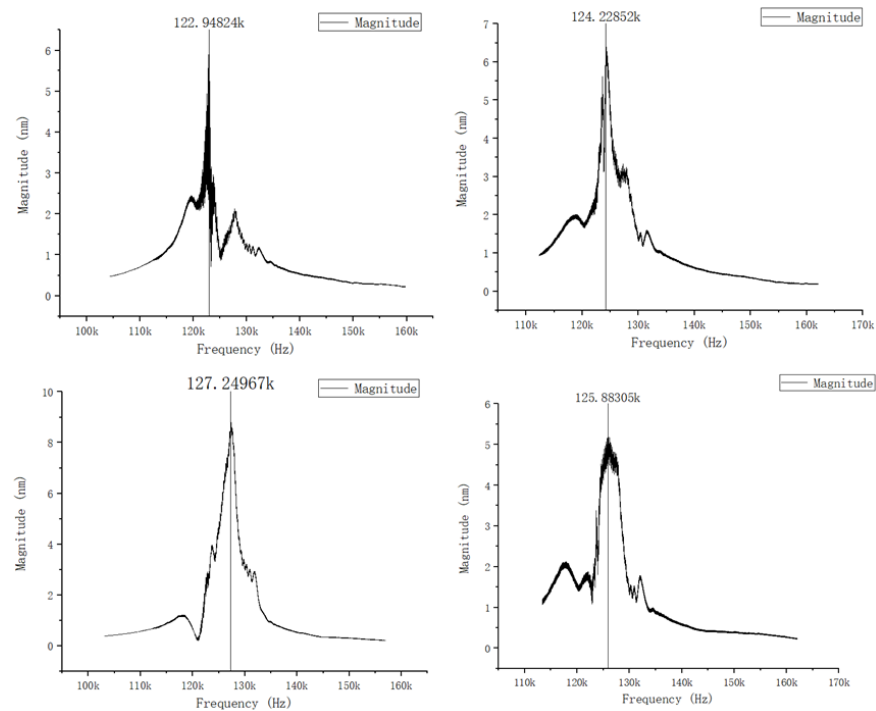 122.94824k
Magnitude
6
5
4
3
2
1
0
Magnitude (nm)
100k 110k 120k 130k 140k 150k 160k
Frequency (Hz)
124.22852k
Magnitude
7
6
5
4
3
2
1
0
Magnitude (nm)
110k 120k 130k 140k 150k 160k 170k
Frequency (Hz)
127.24967k
Magnitude
10
8
6
4
2
0
Magnitude (nm)
100k 110k 120k 130k 140k 150k 160k
Frequency (Hz)
125.88305k
Magnitude
6
5
4
3
2
1
0
Magnitude (nm)
110k 120k 130k 140k 150k 160k 170k
Frequency (Hz)